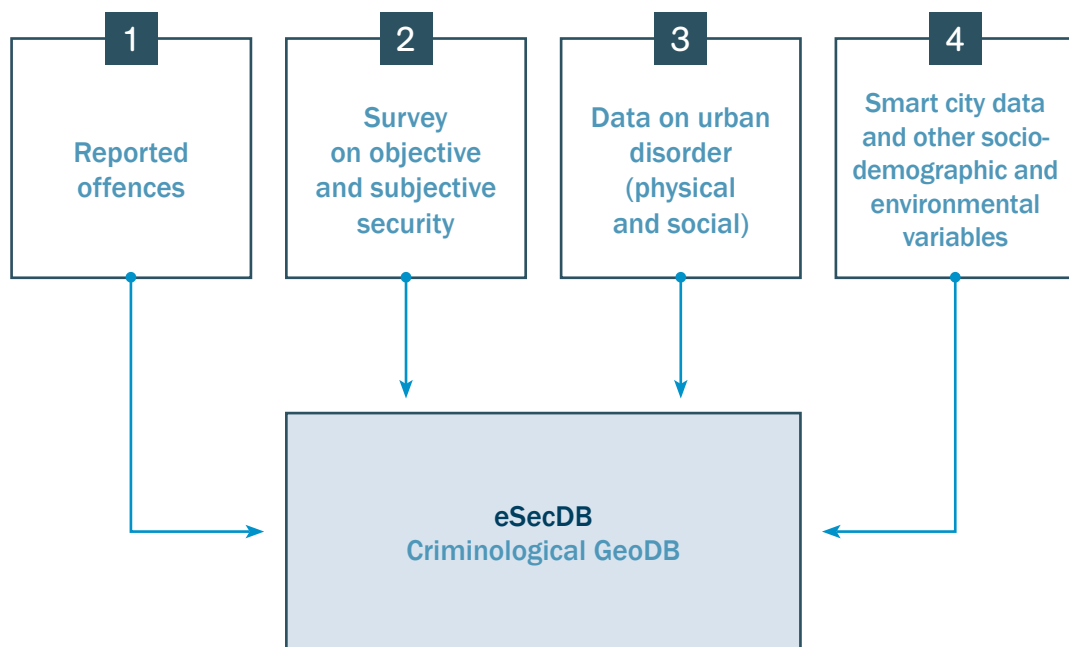 1
Reported
offences
2
Survey
on objective
and subjective
security
3
Data on urban
disorder
(physical
and social)
4
Smart city data
and other socio-
demographic and
environmental
variables
eSecDB
Criminological GeoDB